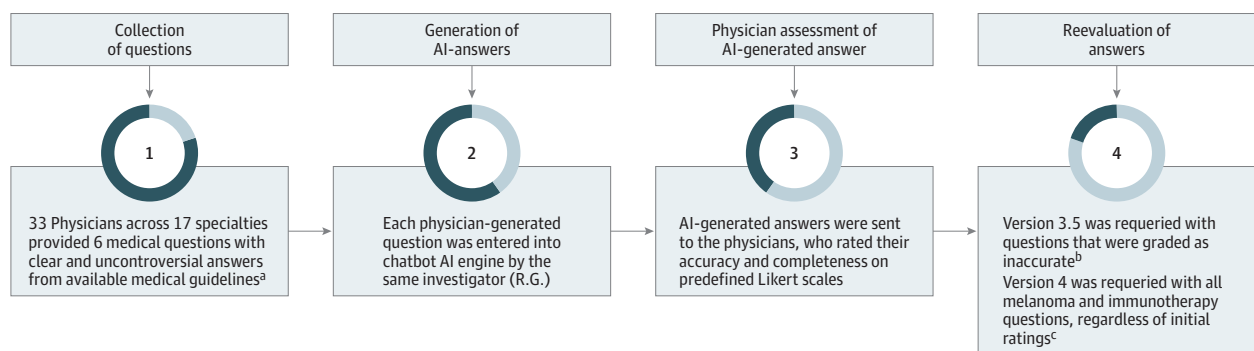 Collection
of questions
1
33 Physicians across 17 specialties
provided 6 medical questions with
clear and uncontroversial answers
from available medical guidelinesᵃ
Generation of
AI-answers
2
Each physician-generated
question was entered into
chatbot AI engine by the
same investigator (R.G.)
Physician assessment of
AI-generated answer
3
AI-generated answers were sent
to the physicians, who rated their
accuracy and completeness on
predefined Likert scales
Reevaluation of
answers
4
Version 3.5 was requeried with
questions that were graded as
inaccurateᵇ
Version 4 was requeried with all
melanoma and immunotherapy
questions, regardless of initial
ratingsᶜ